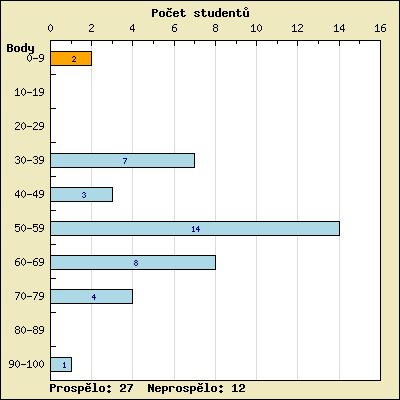 Počet studentů
0 2 4 6 8 10 12 14 16
Body
0-9 2
10-19
20-29
30-39 7
40-49 3
50-59 14
60-69 8
70-79 4
80-89
90-100 1
Prospělo: 27 Neprospělo: 12